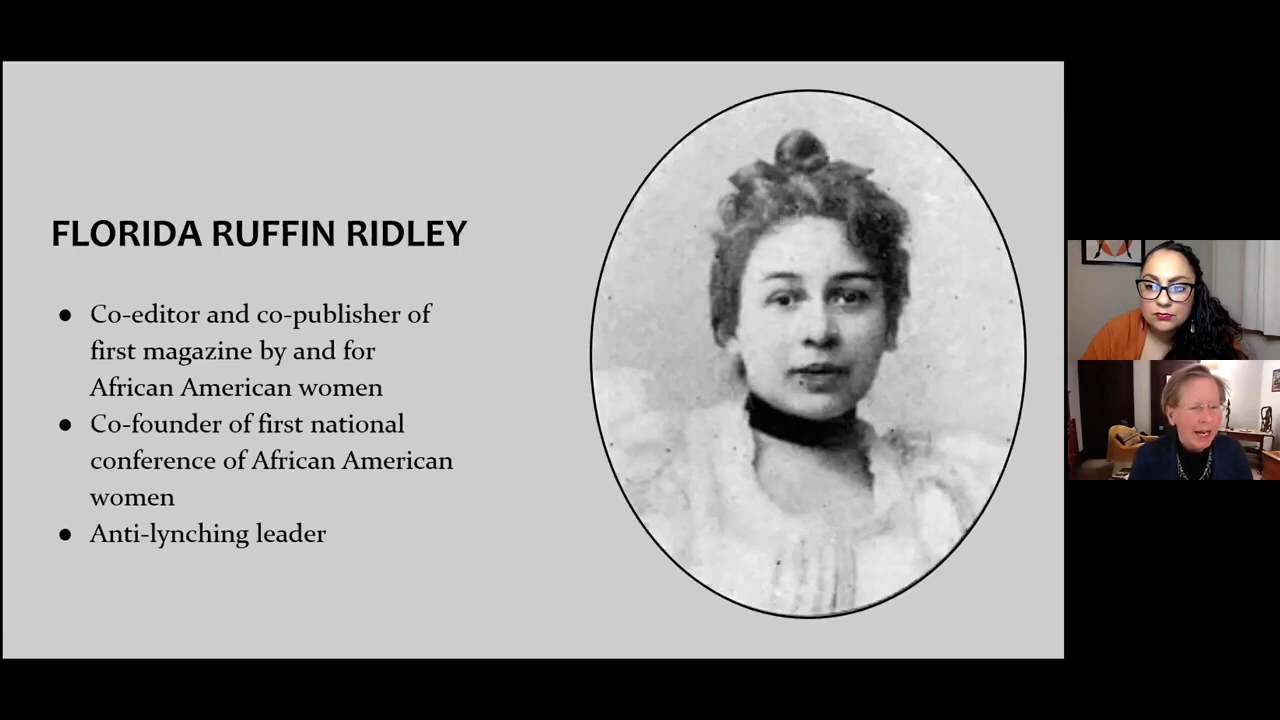 FLORIDA RUFFIN RIDLEY
● Co-editor and co-publisher of
first magazine by and for
African American women
● Co-founder of first national
conference of African American
women
● Anti-lynching leader